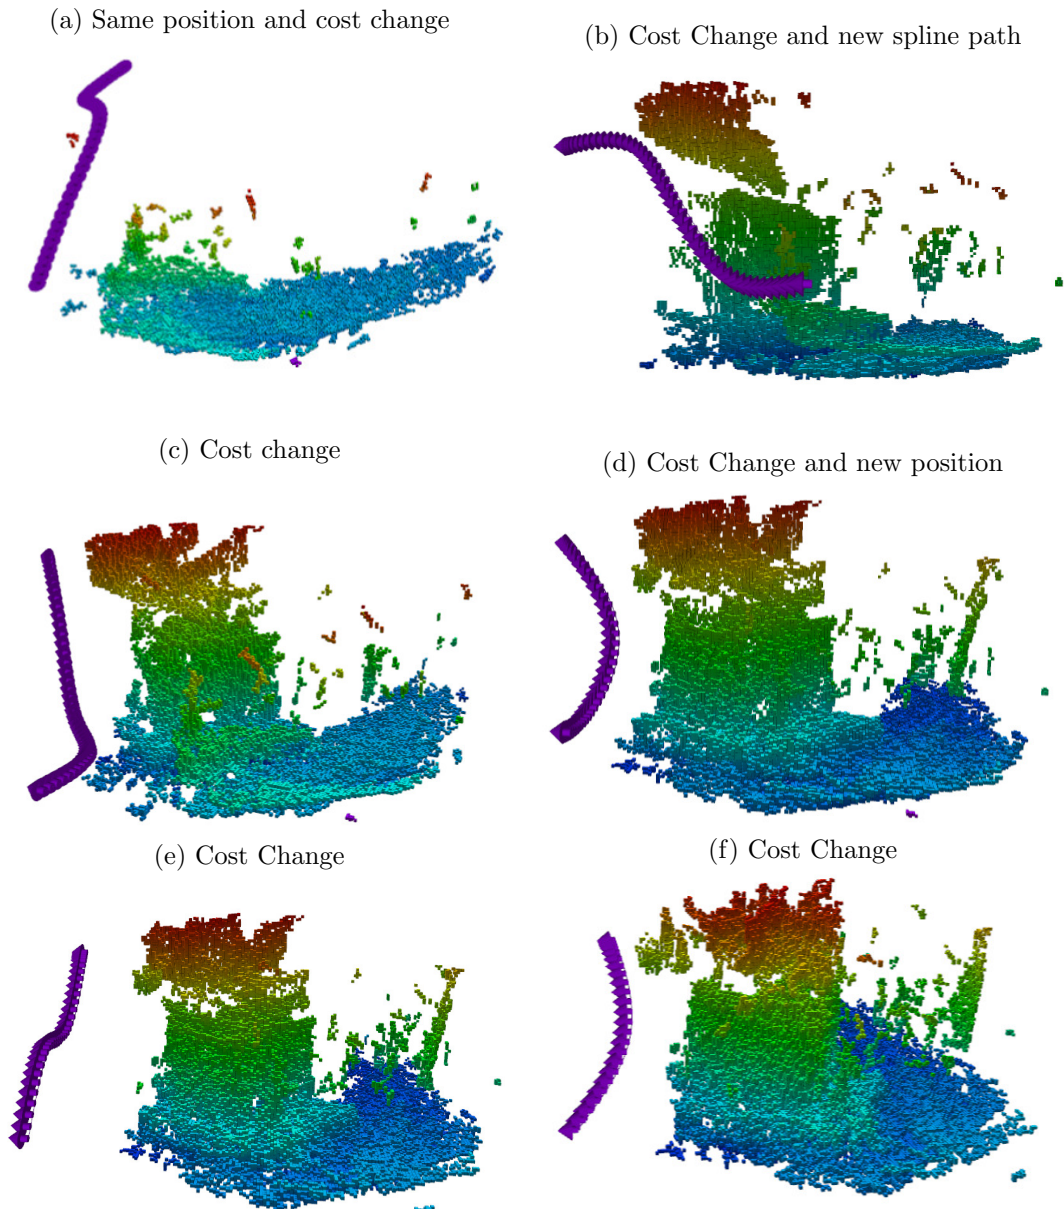 (a) Same position and cost change
(b) Cost Change and new spline path
(c) Cost change
(d) Cost Change and new position
(e) Cost Change
(f) Cost Change